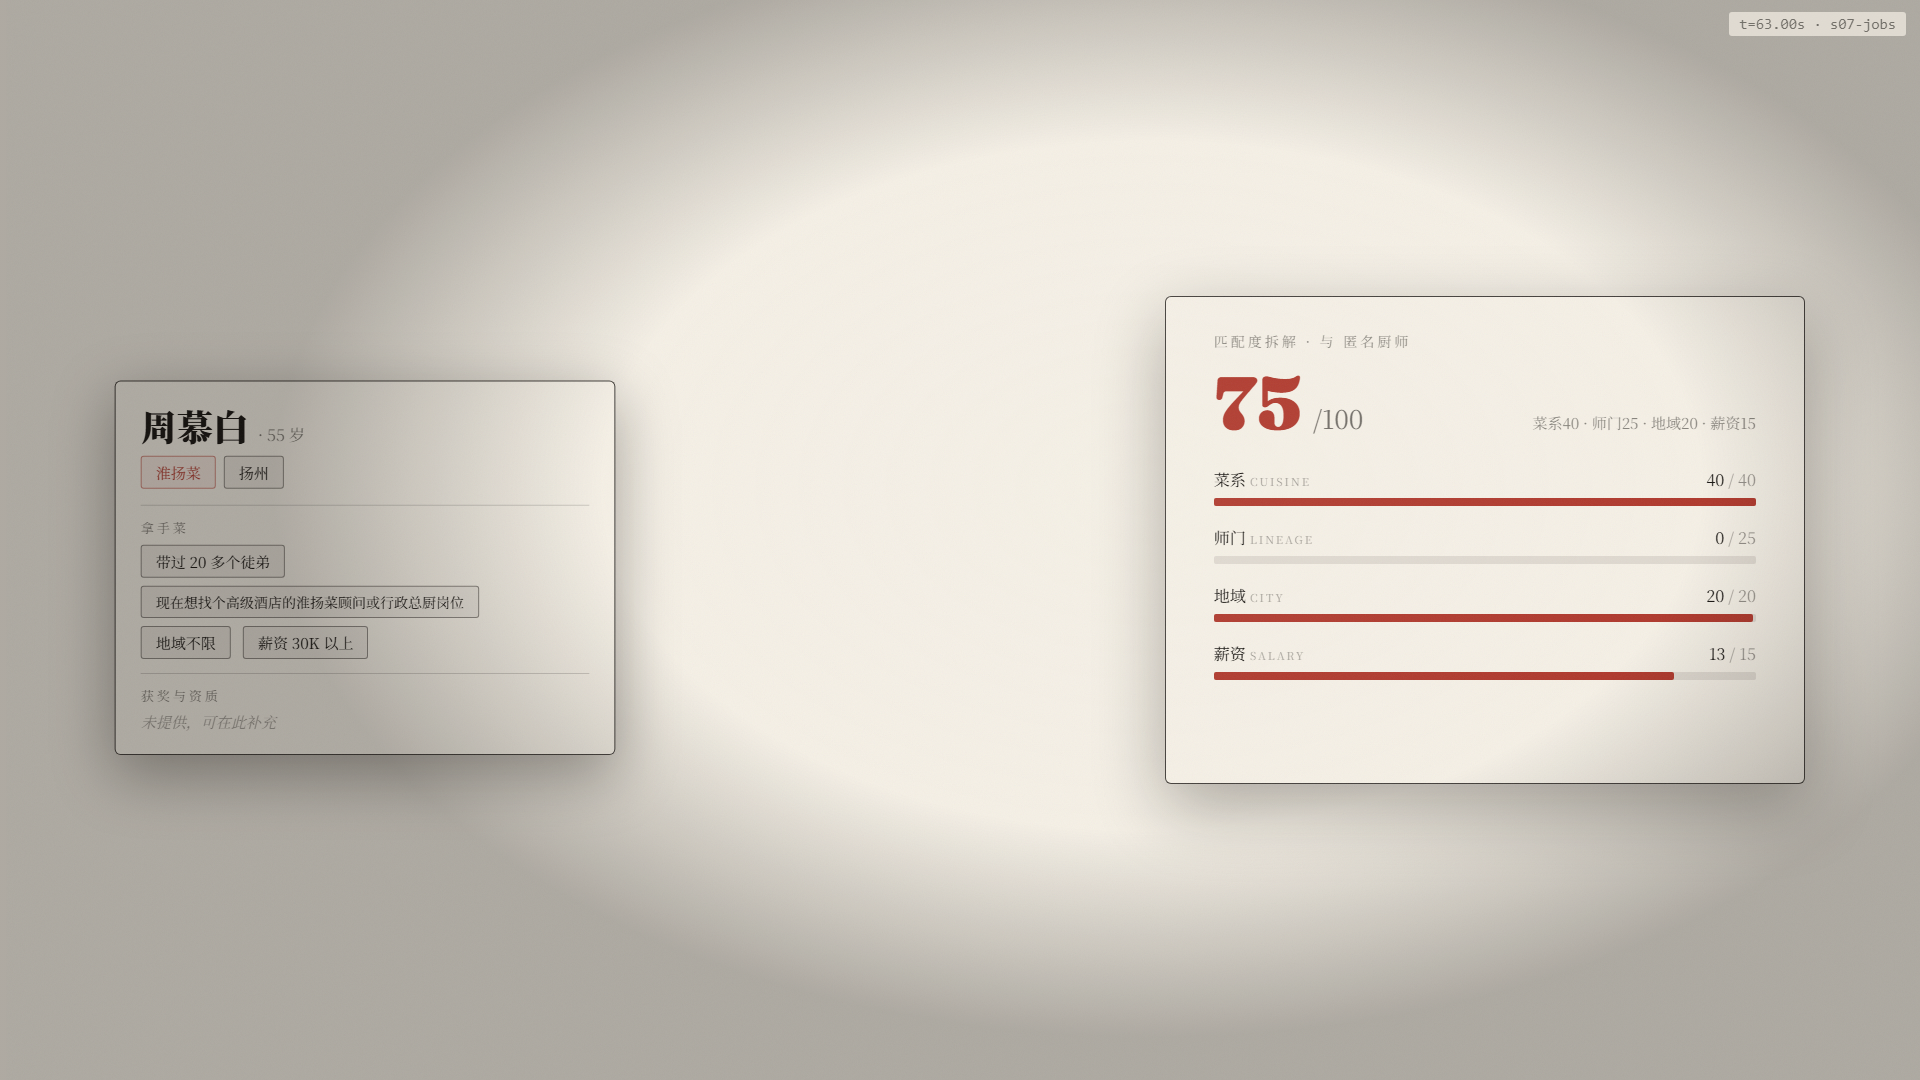 t=63.00s · s07-jobs
周慕白 · 55 岁
淮扬菜 扬州
拿手菜
带过 20 多个徒弟
现在想找个高级酒店的淮扬菜顾问或行政总厨岗位
地域不限 薪资 30K 以上
获奖与资质
未提供，可在此补充
匹配度拆解 · 与 匿名厨师
75 /100
菜系40 · 师门25 · 地域20 · 薪资15
菜系 CUISINE 40 / 40
师门 LINEAGE 0 / 25
地域 CITY 20 / 20
薪资 SALARY 13 / 15